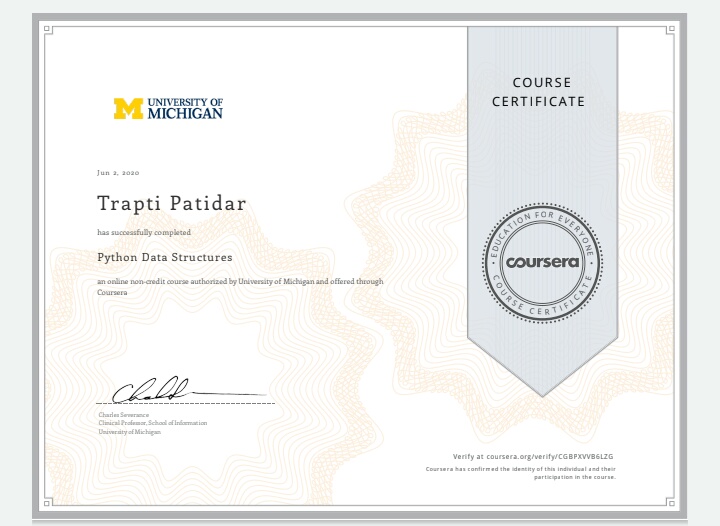 COURSE
CERTIFICATE
UNIVERSITY OF
MICHIGAN
Jun 2, 2020
Trapti Patidar
has successfully completed
Python Data Structures
an online non-credit course authorized by University of Michigan and offered through
Coursera
EDUCATION FOR EVERYONE
coursera
COURSE CERTIFICATE
Charles Severance
Clinical Professor, School of Information
University of Michigan
Verify at coursera.org/verify/CGBPXVVB6LZG
Coursera has confirmed the identity of this individual and their
participation in the course.